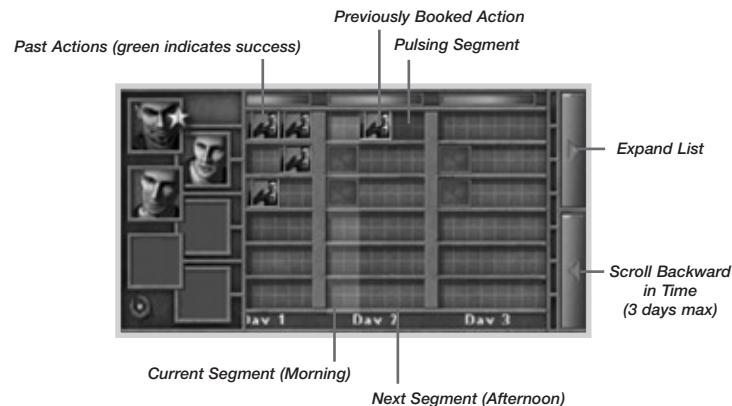 Previously Booked Action
Past Actions (green indicates success)
Pulsing Segment
Expand List
Scroll Backward
in Time
(3 days max)
Day 1
Day 2
Day 3
Current Segment (Morning)
Next Segment (Afternoon)